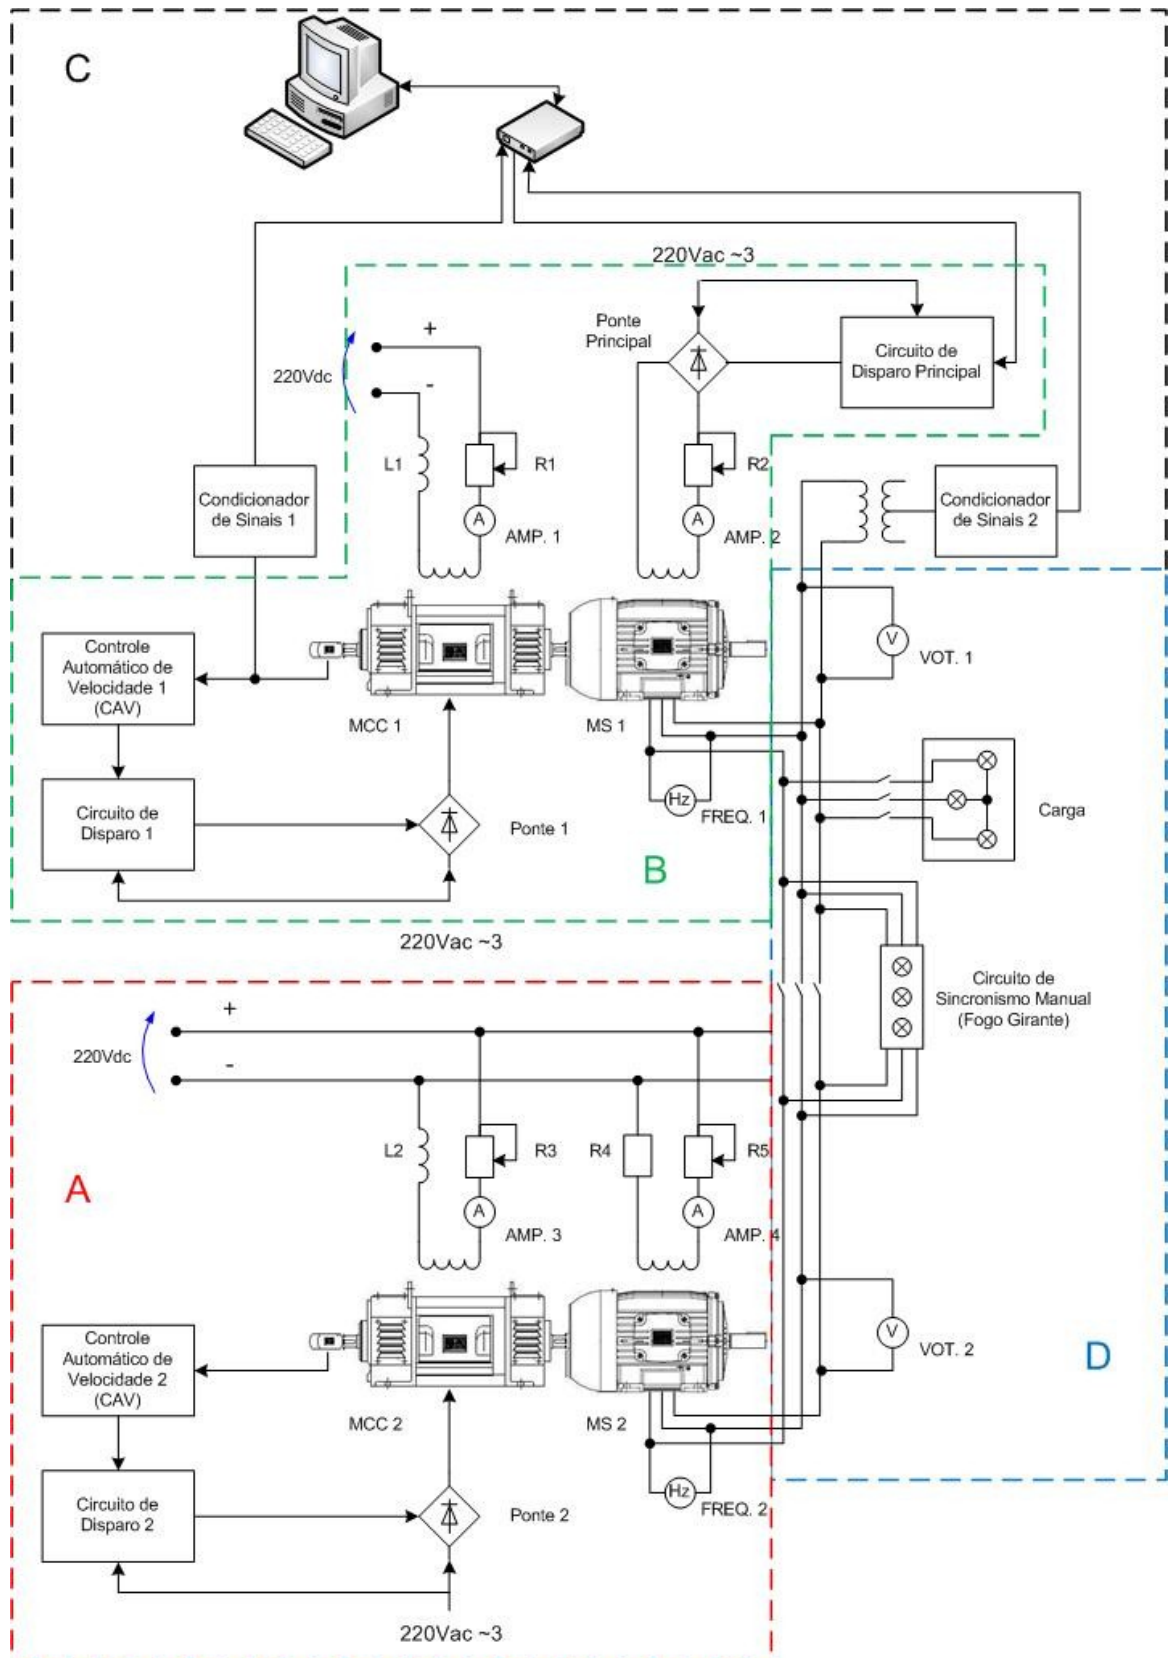 C
220Vac ~3
Ponte
Principal
Circuito de
Disparo Principal
+
220Vdc
-
L1
R1
R2
Condicionador
de Sinais 1
Condicionador
de Sinais 2
A
AMP. 1
A
AMP. 2
Controle
Automático de
Velocidade 1
(CAV)
V
VOT. 1
MCC 1
MS 1
Circuito de
Disparo 1
Ponte 1
Hz
FREQ. 1
Carga
B
220Vac ~3
Circuito de
Sincronismo Manual
(Fogo Girante)
+
220Vdc
-
L2
R3
R4
R5
A
A
AMP. 3
A
AMP. 4
Controle
Automático de
Velocidade 2
(CAV)
V
VOT. 2
D
MCC 2
MS 2
Circuito de
Disparo 2
Ponte 2
Hz
FREQ. 2
220Vac ~3